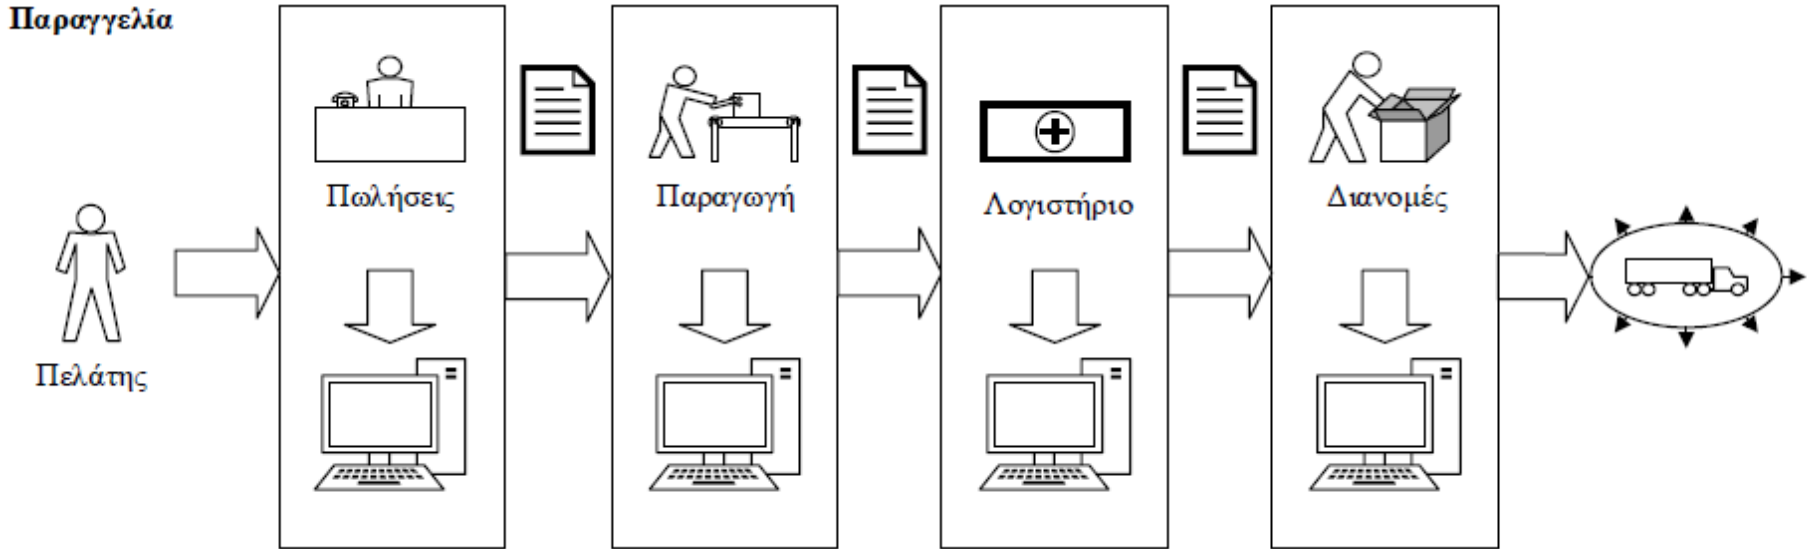 Παραγγελία
Πωλήσεις
Παραγωγή
Λογιστήριο
Διανομές
Πελάτης